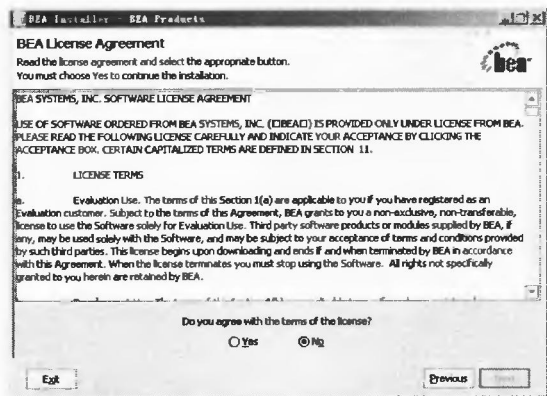 BEA Installer - BEA Products
BEA License Agreement
Read the license agreement and select the appropriate button.
You must choose Yes to continue the installation.
bea
BEA SYSTEMS, INC. SOFTWARE LICENSE AGREEMENT
USE OF SOFTWARE ORDERED FROM BEA SYSTEMS, INC. (□BEA□) IS PROVIDED ONLY UNDER LICENSE FROM BEA.
PLEASE READ THE FOLLOWING LICENSE CAREFULLY AND INDICATE YOUR ACCEPTANCE BY CLICKING THE
ACCEPTANCE BOX. CERTAIN CAPITALIZED TERMS ARE DEFINED IN SECTION 11.
1. LICENSE TERMS
a. Evaluation Use. The terms of this Section 1(a) are applicable to you if you have registered as an
Evaluation customer. Subject to the terms of this Agreement, BEA grants to you a non-exclusive, non-transferable,
license to use the Software solely for Evaluation Use. Third party software products or modules supplied by BEA, if
any, may be used solely with the Software, and may be subject to your acceptance of terms and conditions provided
by such third parties. This license begins upon downloading and ends if and when terminated by BEA in accordance
with this Agreement. When the license terminates you must stop using the Software. All rights not specifically
granted to you herein are retained by BEA.
Do you agree with the terms of the license?
Yes No
Exit Previous